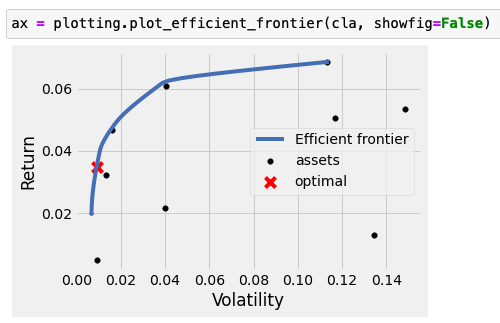 ax = plotting.plot_efficient_frontier(cla, showfig=False)
0.06
0.04
0.02
Return
Efficient frontier
assets
optimal
0.00 0.02 0.04 0.06 0.08 0.10 0.12 0.14
Volatility